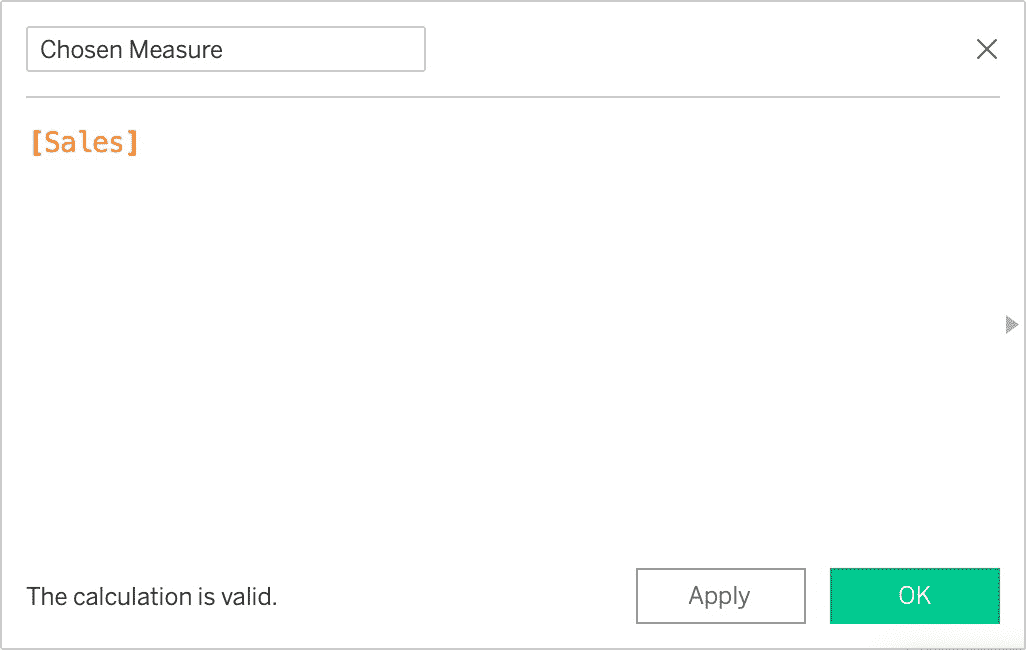 Chosen Measure
[Sales]
The calculation is valid.
Apply
OK